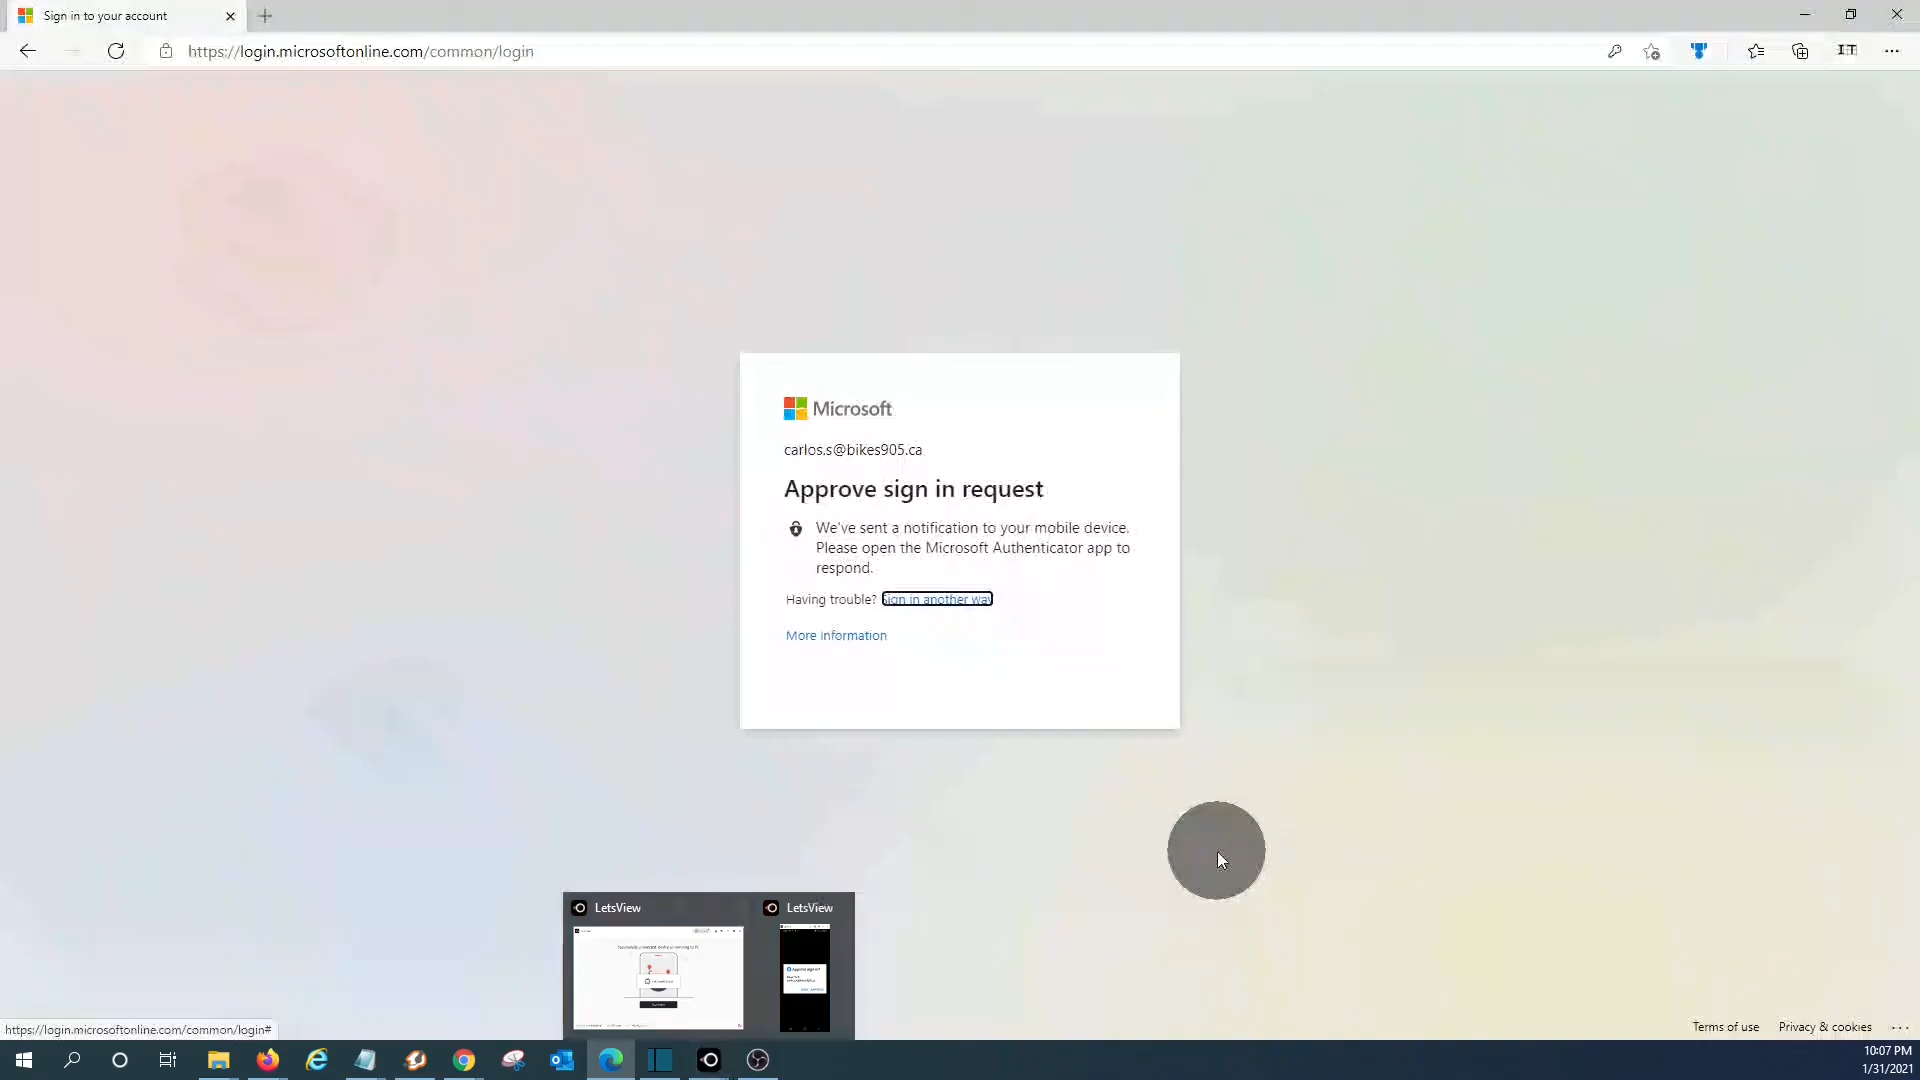 Sign in to your account
https://login.microsoftonline.com/common/login
IT
Microsoft
carlos.s@bikes905.ca
Approve sign in request
We've sent a notification to your mobile device.
Please open the Microsoft Authenticator app to
respond.
Having trouble? Sign in another way
More information
LetsView
LetsView
https://login.microsoftonline.com/common/login#
Terms of use
Privacy & cookies
10:07 PM
1/31/2021